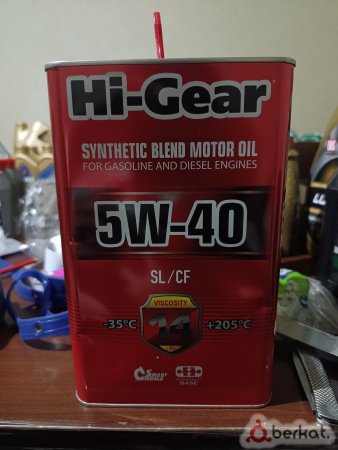 Hi-Gear
SYNTHETIC BLEND MOTOR OIL
FOR GASOLINE AND DIESEL ENGINES
5W-40
SL/CF
VISCOSITY
-35°C 14 +205°C
BASE
berkat.